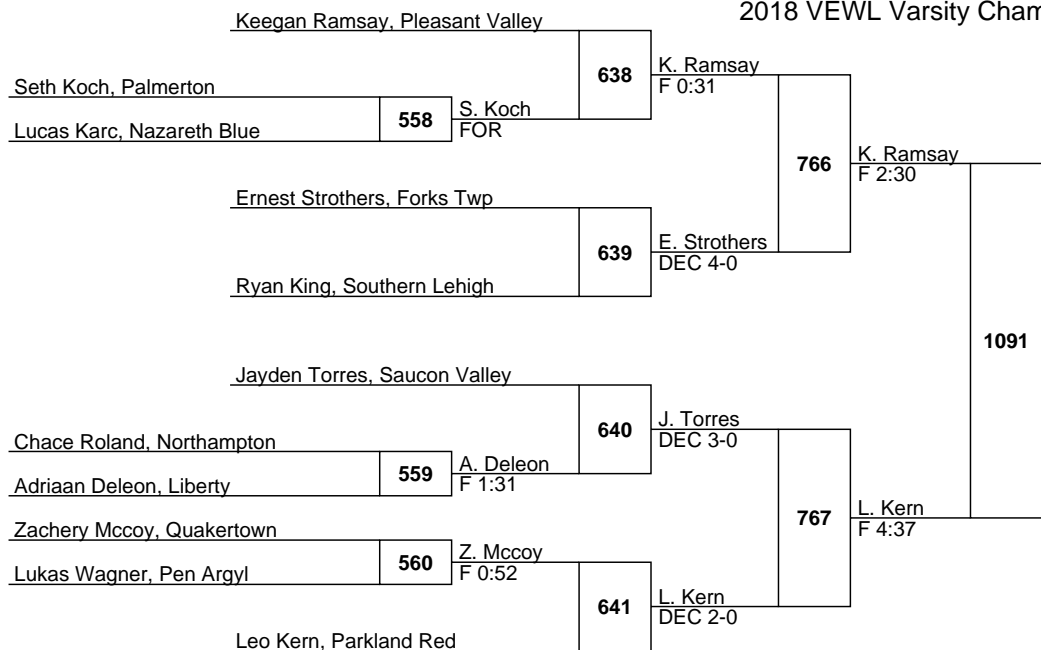 2018 VEWL Varsity Cham
Keegan Ramsay, Pleasant Valley
638
K. Ramsay
F 0:31
Seth Koch, Palmerton
558
S. Koch
FOR
Lucas Karc, Nazareth Blue
766
K. Ramsay
F 2:30
Ernest Strothers, Forks Twp
639
E. Strothers
DEC 4-0
Ryan King, Southern Lehigh
1091
Jayden Torres, Saucon Valley
640
J. Torres
DEC 3-0
Chace Roland, Northampton
559
A. Deleon
F 1:31
Adriaan Deleon, Liberty
767
L. Kern
F 4:37
Zachery Mccoy, Quakertown
560
Z. Mccoy
F 0:52
Lukas Wagner, Pen Argyl
641
L. Kern
DEC 2-0
Leo Kern, Parkland Red